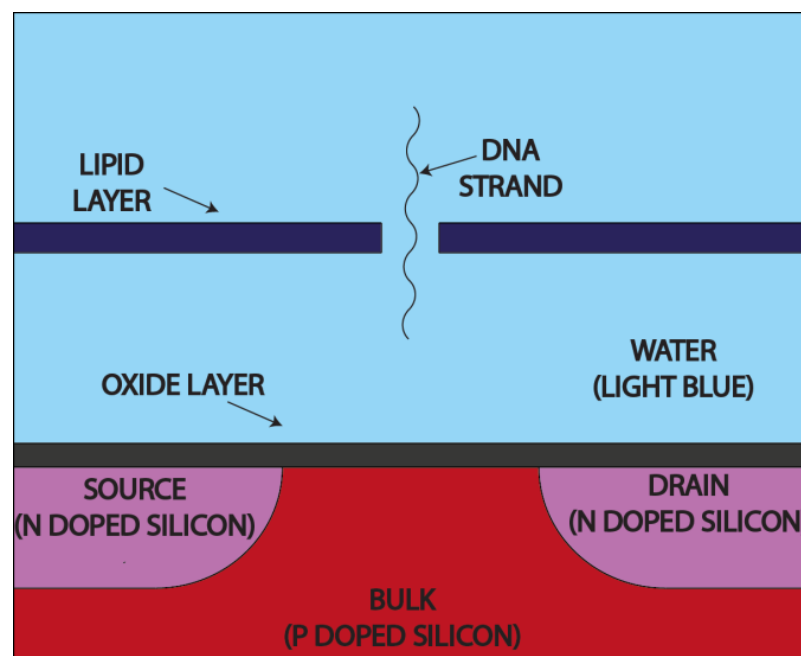 LIPID
LAYER
DNA
STRAND
WATER
(LIGHT BLUE)
OXIDE LAYER
SOURCE
(N DOPED SILICON)
DRAIN
(N DOPED SILICON
BULK
(P DOPED SILICON)